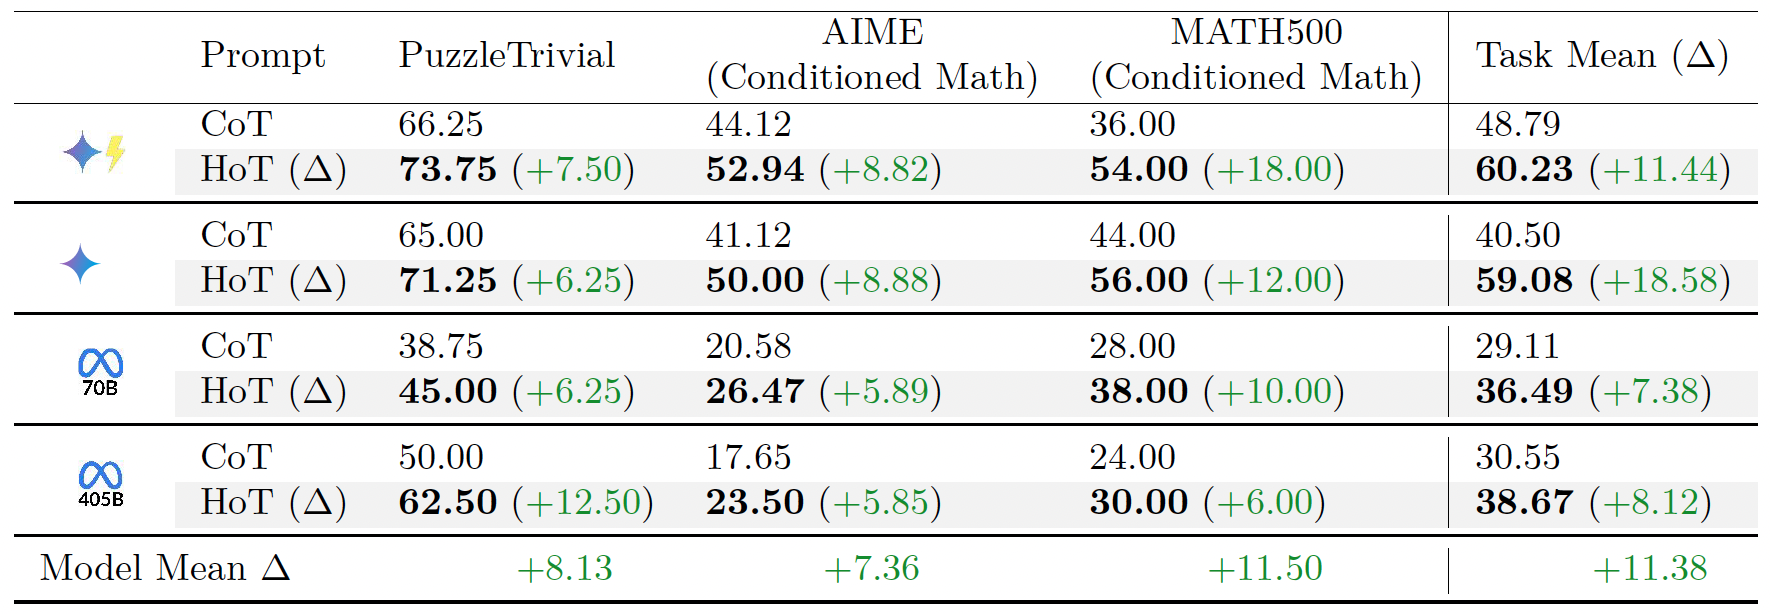 Prompt PuzzleTrivial AIME (Conditioned Math) MATH500 (Conditioned Math) Task Mean (Δ)
CoT 66.25 44.12 36.00 48.79
HoT (Δ) 73.75 (+7.50) 52.94 (+8.82) 54.00 (+18.00) 60.23 (+11.44)
CoT 65.00 41.12 44.00 40.50
HoT (Δ) 71.25 (+6.25) 50.00 (+8.88) 56.00 (+12.00) 59.08 (+18.58)
CoT 38.75 20.58 28.00 29.11
70B
HoT (Δ) 45.00 (+6.25) 26.47 (+5.89) 38.00 (+10.00) 36.49 (+7.38)
CoT 50.00 17.65 24.00 30.55
405B
HoT (Δ) 62.50 (+12.50) 23.50 (+5.85) 30.00 (+6.00) 38.67 (+8.12)
Model Mean Δ +8.13 +7.36 +11.50 +11.38